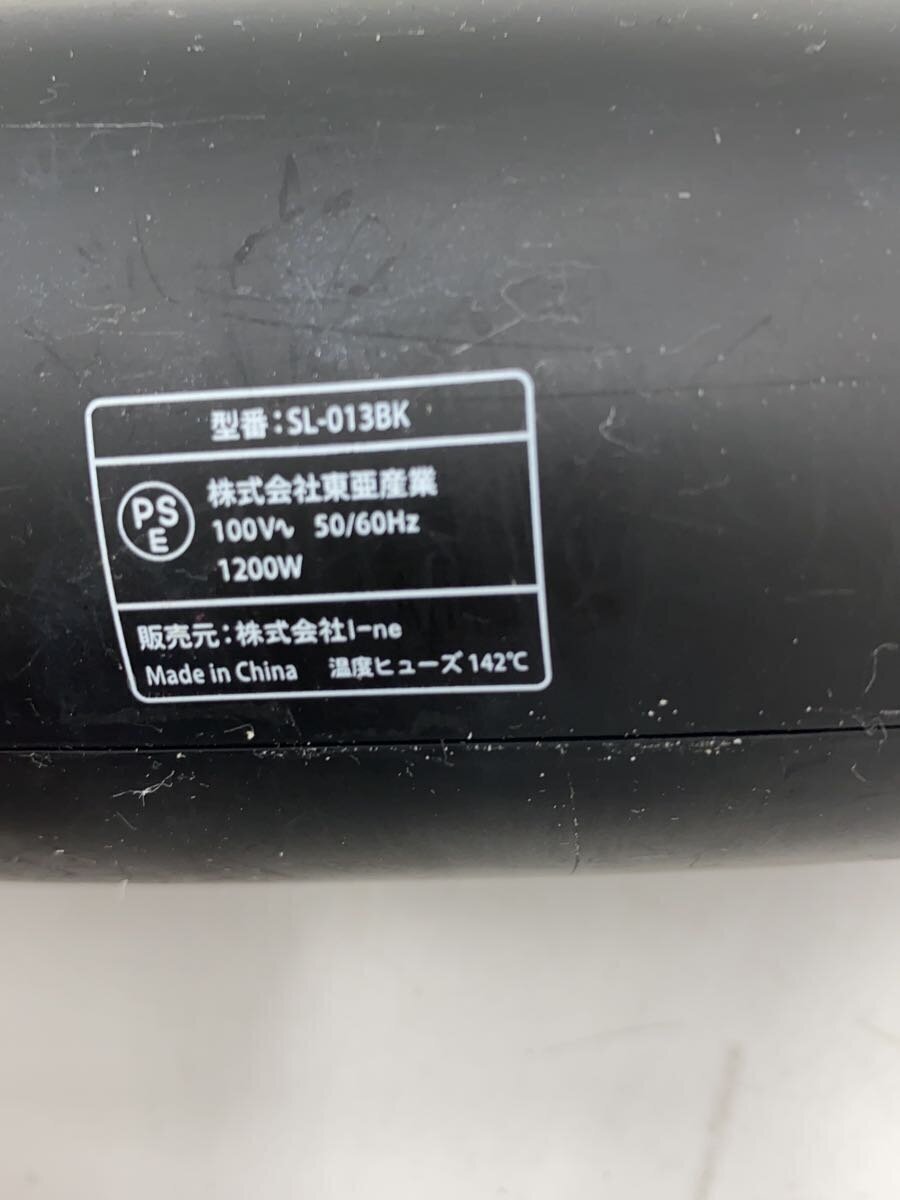 型番：SL-013BK
PS
E
株式会社東亜産業
100V∿ 50/60Hz
1200W
販売元：株式会社I-ne
Made in China 温度ヒューズ 142℃